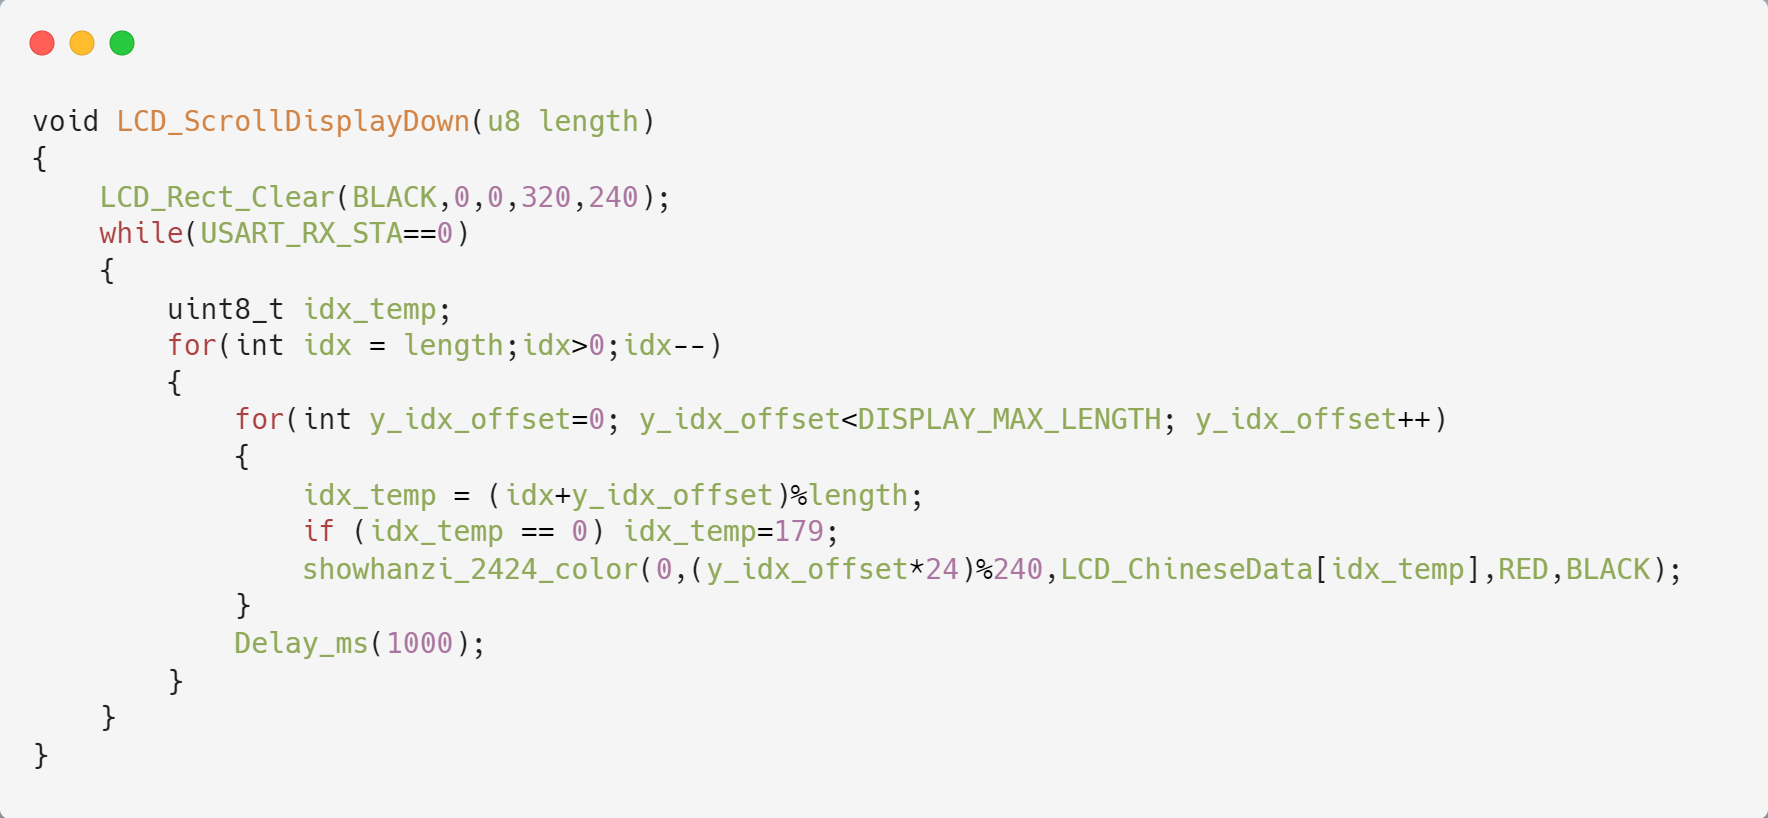 void LCD_ScrollDisplayDown(u8 length)
{
    LCD_Rect_Clear(BLACK,0,0,320,240);
    while(USART_RX_STA==0)
    {
        uint8_t idx_temp;
        for(int idx = length;idx>0;idx--)
        {
            for(int y_idx_offset=0; y_idx_offset<DISPLAY_MAX_LENGTH; y_idx_offset++)
            {
                idx_temp = (idx+y_idx_offset)%length;
                if (idx_temp == 0) idx_temp=179;
                showhanzi_2424_color(0,(y_idx_offset*24)%240,LCD_ChineseData[idx_temp],RED,BLACK);
            }
            Delay_ms(1000);
        }
    }
}